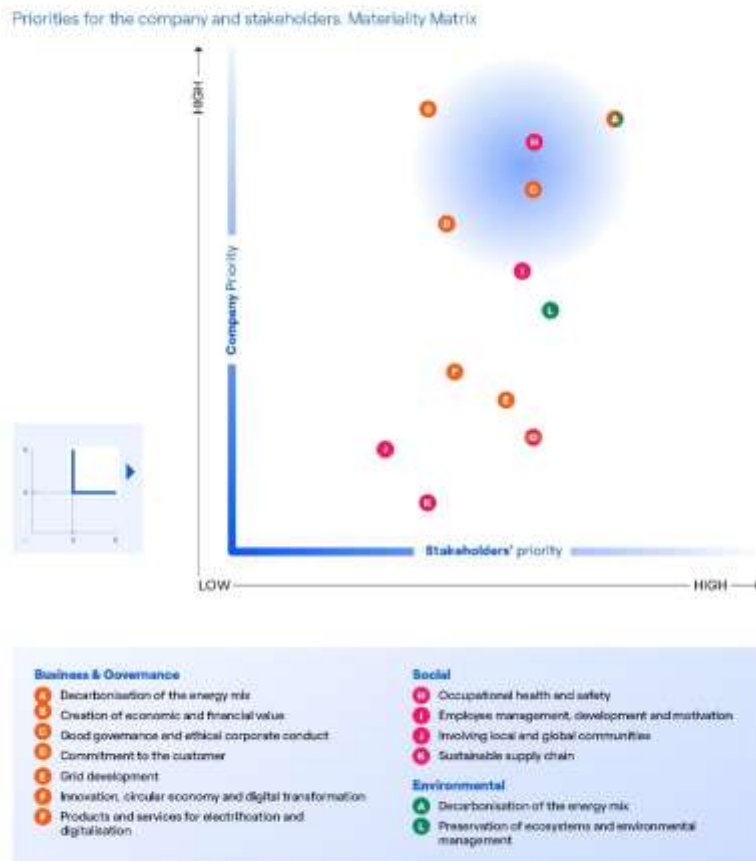 Priorities for the company and stakeholders. Materiality Matrix
HIGH
A
H
I
L
F
E
J
K
Company Priority
Stakeholders' priority
LOW
HIGH
Business & Governance
A Decarbonisation of the energy mix
B Creation of economic and financial value
Good governance and ethical corporate conduct
Commitment to the customer
E Grid development
F Innovation, circular economy and digital transformation
Products and services for electrification and
digitalisation
Social
H Occupational health and safety
I Employee management, development and motivation
J Involving local and global communities
K Sustainable supply chain
Environmental
A Decarbonisation of the energy mix
L Preservation of ecosystems and environmental
management